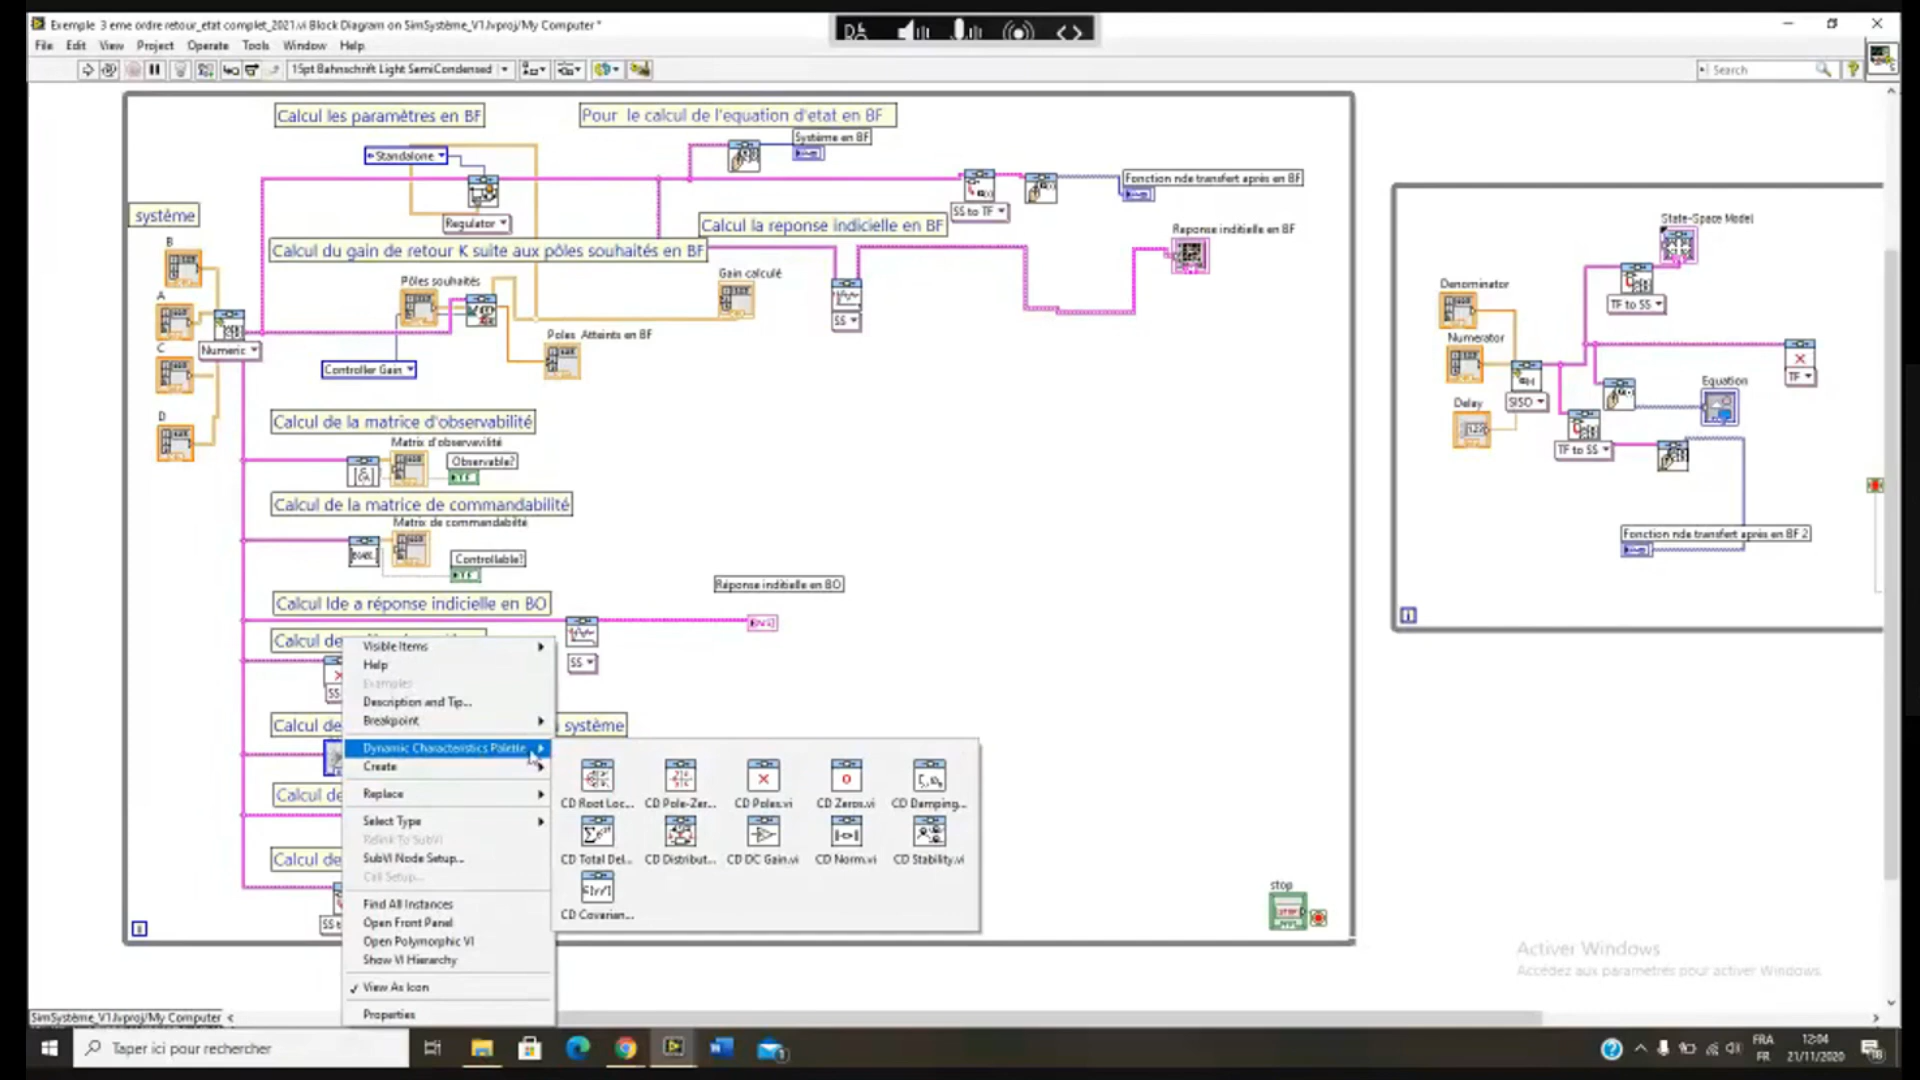 Exemple 3 eme ordre retour_etat complet_2021.vi Block Diagram on SimSystème_V1.lvproj/My Computer *
File Edit View Project Operate Tools Window Help
15pt Bahnschrift Light SemiCondensed
Search
Calcul les paramètres en BF
Pour le calcul de l'equation d'etat en BF
Système en BF
Standalone
Fonction nde transfert après en BF
SS to TF
Regulator
système
Calcul la reponse indicielle en BF
Reponse inditielle en BF
State-Space Model
B
Calcul du gain de retour K suite aux pôles souhaités en BF
Gain calculé
Pôles souhaités
Denominator
TF to SS
A
SS
Poles Atteints en BF
Numerator
C
Numeric
Controller Gain
TF
Equation
SISO
Delay
D
Calcul de la matrice d'observabilité
Matrix d'observavilité
Observable?
TF to SS
Calcul de la matrice de commandabilité
Matrix de commandabilté
Controllable?
Fonction nde transfert après en BF 2
Réponse inditielle en BO
Calcul lde a réponse indicielle en BO
Calcul de
SS
SS
Visible Items
Help
Examples
Description and Tip...
Breakpoint
Calcul de
système
Dynamic Characteristics Palette
Create
Replace
Calcul de
Select Type
Relink To SubVI
SubVI Node Setup...
Call Setup...
Calcul de
Find All Instances
Open Front Panel
Open Polymorphic VI
Show VI Hierarchy
View As Icon
Properties
CD Root Loc... CD Pole-Zer... CD Poles.vi CD Zeros.vi CD Damping...
CD Total Del... CD Distribut... CD DC Gain.vi CD Norm.vi CD Stability.vi
CD Covarian...
SS t
stop
STOP
i
i
Activer Windows
Accédez aux paramètres pour activer Windows.
SimSystème_V1.lvproj/My Computer
Taper ici pour rechercher
FRA
FR
12:04
21/11/2020